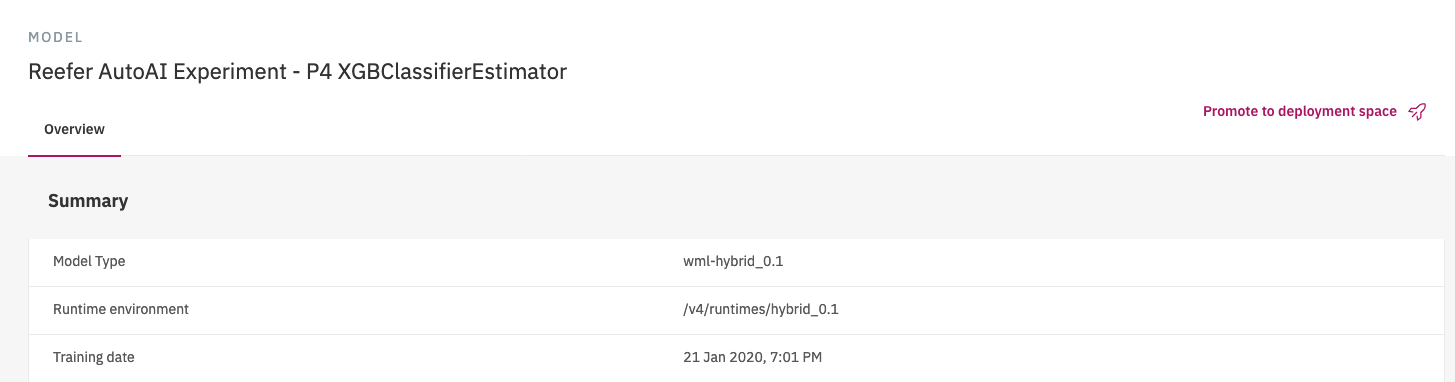 MODEL
Reefer AutoAI Experiment - P4 XGBClassifierEstimator
Promote to deployment space
Overview
Summary
Model Type wml-hybrid_0.1
Runtime environment /v4/runtimes/hybrid_0.1
Training date 21 Jan 2020, 7:01 PM